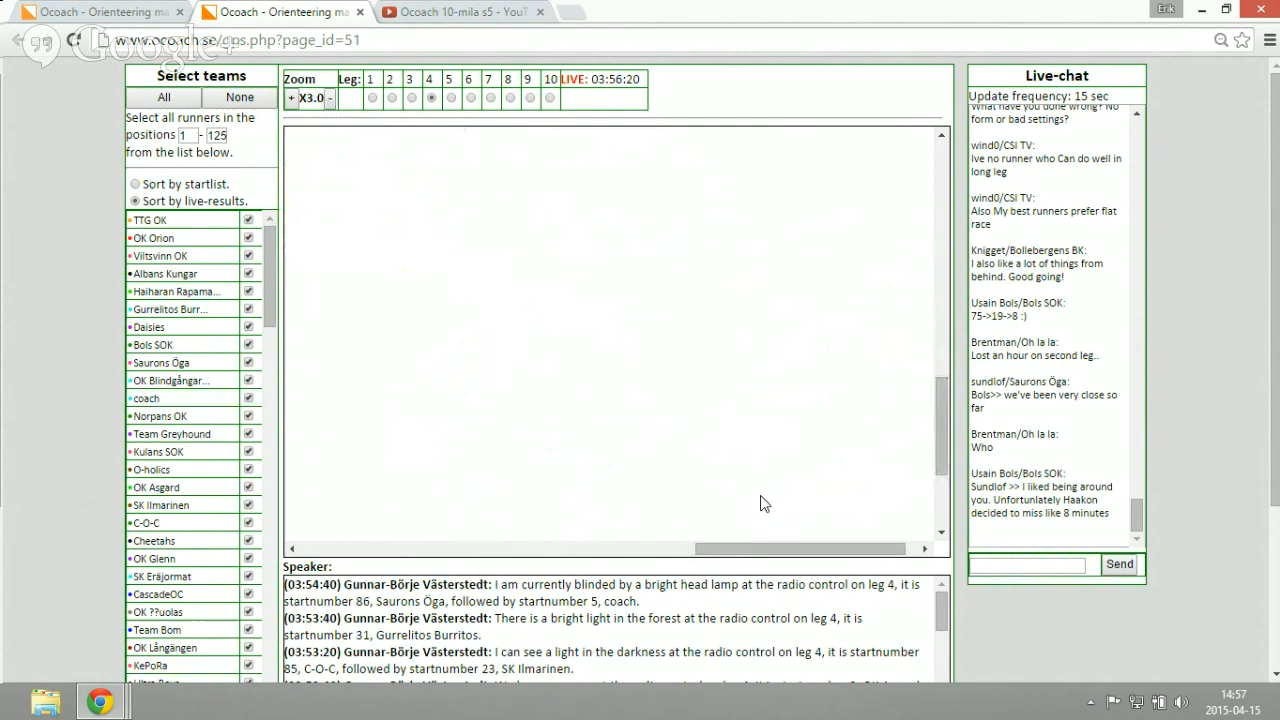 Ocoach - Orienteering ma
Ocoach - Orienteering ma
Ocoach 10-mila s5 - YouT
Erik
www.ocoach.se/gps.php?page_id=51
Google+
Select teams
All None
Select all runners in the
positions 1 - 125
from the list below.
Sort by startlist.
Sort by live-results.
TTG OK
OK Orion
Viltsvinn OK
Albans Kungar
Haiharan Rapama...
Gurrelitos Burr...
Daisies
Bols SOK
Saurons Öga
OK Blindgångar...
coach
Norpans OK
Team Greyhound
Kulans SOK
O-holics
OK Asgard
SK Ilmarinen
C-O-C
Cheetahs
OK Glenn
SK Eräjormat
CascadeOC
OK ??uolas
Team Bom
OK Långängen
KePoRa
Zoom Leg: 1 2 3 4 5 6 7 8 9 10 LIVE: 03:56:20
+ X3.0 -
Speaker:
(03:54:40) Gunnar-Börje Västerstedt: I am currently blinded by a bright head lamp at the radio control on leg 4, it is
startnumber 86, Saurons Öga, followed by startnumber 5, coach.
(03:53:40) Gunnar-Börje Västerstedt: There is a bright light in the forest at the radio control on leg 4, it is
startnumber 31, Gurrelitos Burritos.
(03:53:20) Gunnar-Börje Västerstedt: I can see a light in the darkness at the radio control on leg 4, it is startnumber
85, C-O-C, followed by startnumber 23, SK Ilmarinen.
Live-chat
Update frequency: 15 sec
What have you done wrong? No
form or bad settings?
wind0/CSI TV:
Ive no runner who Can do well in
long leg
wind0/CSI TV:
Also My best runners prefer flat
race
Knigget/Bollebergens BK:
I also like a lot of things from
behind. Good going!
Usain Bols/Bols SOK:
75->19->8 :)
Brentman/Oh la la:
Lost an hour on second leg..
sundlof/Saurons Öga:
Bols>> we've been very close so
far
Brentman/Oh la la:
Who
Usain Bols/Bols SOK:
Sundlof >> I liked being around
you. Unfortunlately Haakon
decided to miss like 8 minutes
Send
14:57
2015-04-15